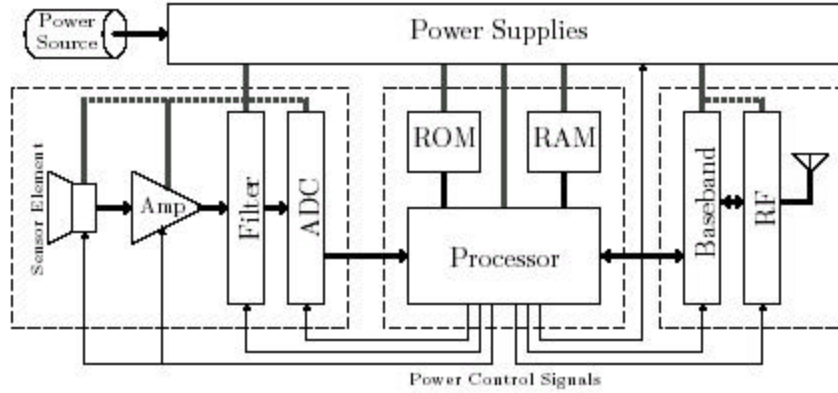 Power
Source
Power Supplies
ROM
RAM
Sensor Element
Amp
Filter
ADC
Processor
Baseband
RF
Power Control Signals